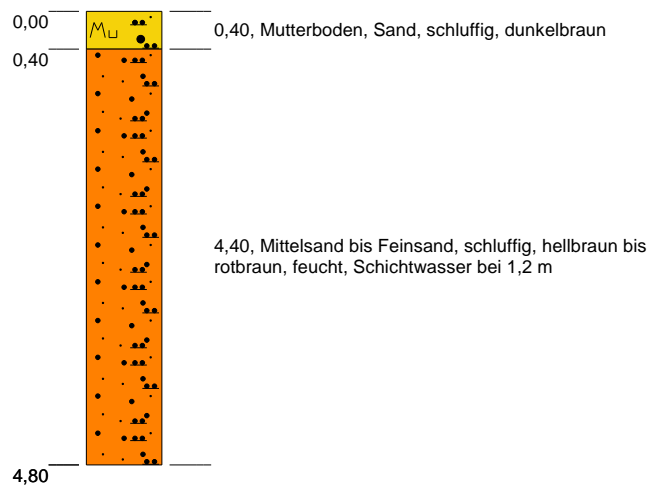 0,00
Mu
0,40, Mutterboden, Sand, schluffig, dunkelbraun
0,40
4,40, Mittelsand bis Feinsand, schluffig, hellbraun bis
rotbraun, feucht, Schichtwasser bei 1,2 m
4,80